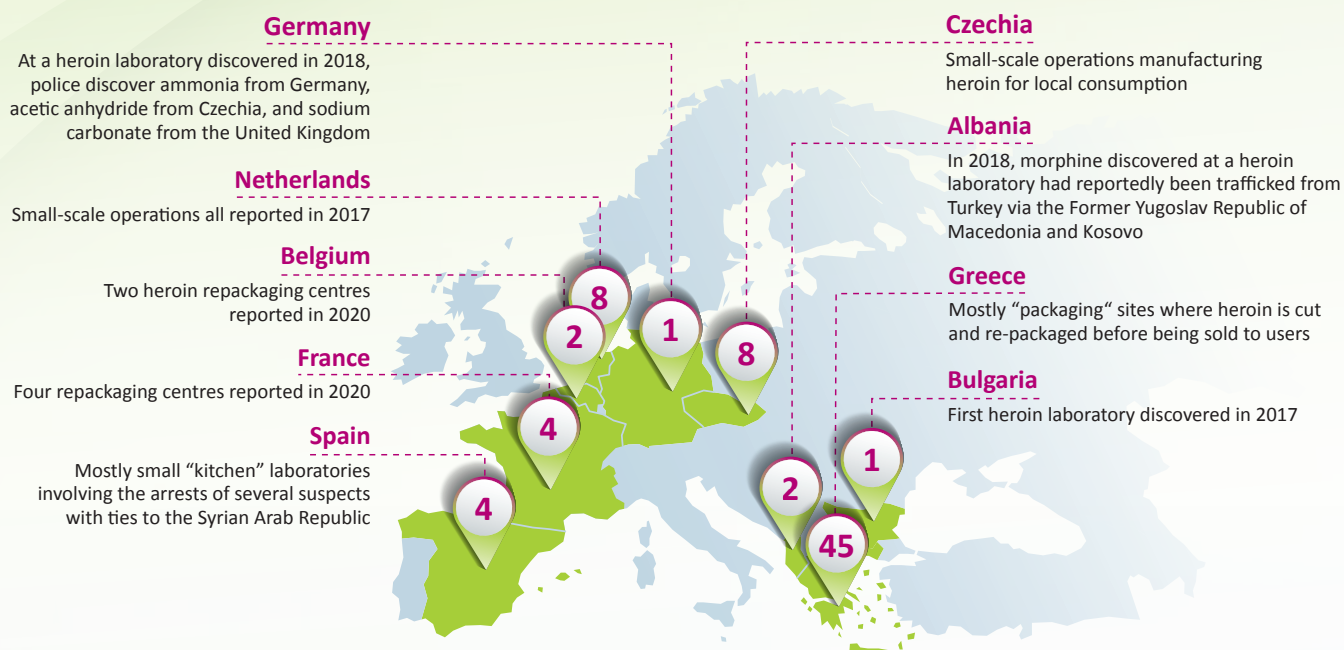 Germany
At a heroin laboratory discovered in 2018,
police discover ammonia from Germany,
acetic anhydride from Czechia, and sodium
carbonate from the United Kingdom
Netherlands
Small-scale operations all reported in 2017
Belgium
Two heroin repackaging centres
reported in 2020
France
Four repackaging centres reported in 2020
Spain
Mostly small “kitchen” laboratories
involving the arrests of several suspects
with ties to the Syrian Arab Republic
Czechia
Small-scale operations manufacturing
heroin for local consumption
Albania
In 2018, morphine discovered at a heroin
laboratory had reportedly been trafficked from
Turkey via the Former Yugoslav Republic of
Macedonia and Kosovo
Greece
Mostly “packaging“ sites where heroin is cut
and re-packaged before being sold to users
Bulgaria
First heroin laboratory discovered in 2017
8
2
1
8
4
4
2
1
45